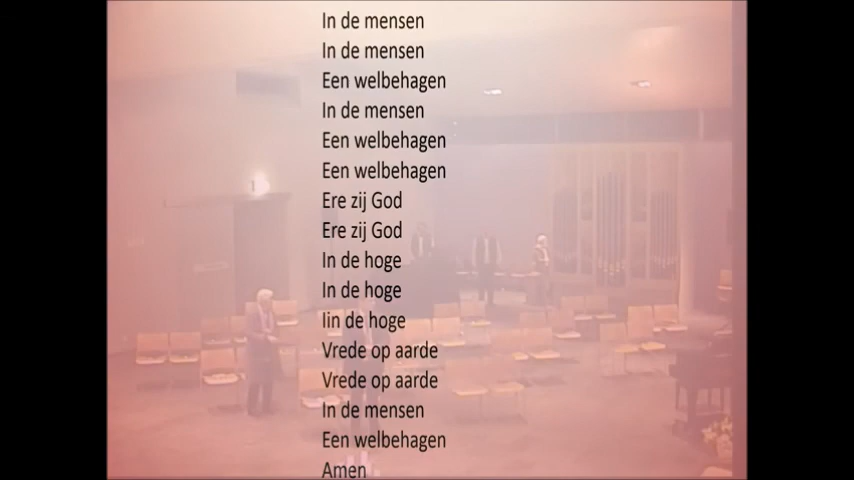 In de mensen
In de mensen
Een welbehagen
In de mensen
Een welbehagen
Een welbehagen
Ere zij God
Ere zij God
In de hoge
In de hoge
Iin de hoge
Vrede op aarde
Vrede op aarde
In de mensen
Een welbehagen
Amen